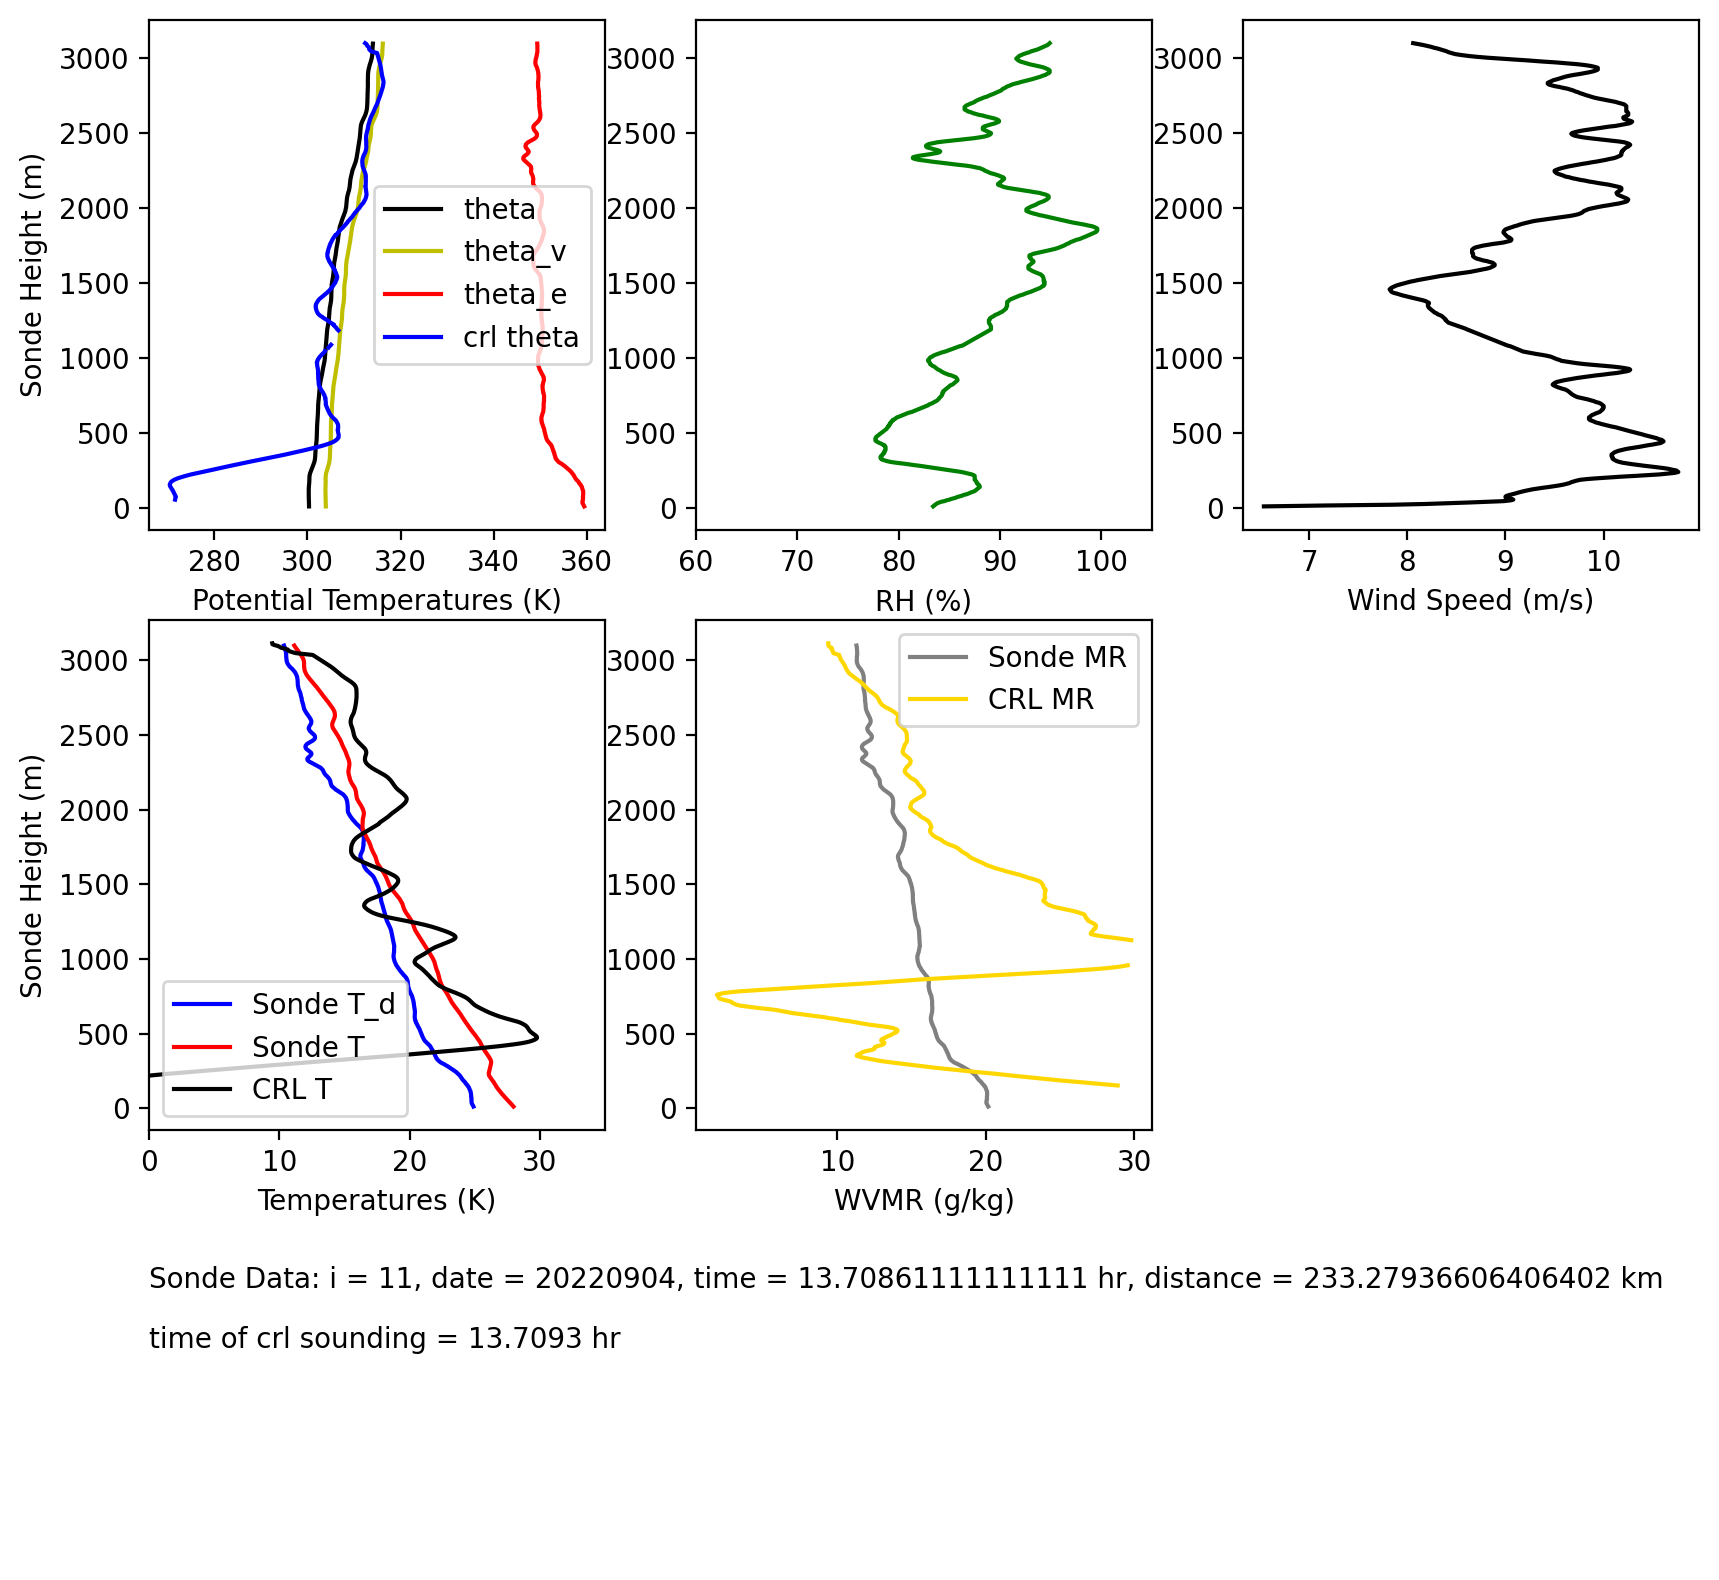 3000
2500
2000
1500
1000
500
0
Sonde Height (m)
280 300 320 340 360
Potential Temperatures (K)
theta
theta_v
theta_e
crl theta
3000
2500
2000
1500
1000
500
0
60 70 80 90 100
RH (%)
3000
2500
2000
1500
1000
500
0
7 8 9 10
Wind Speed (m/s)
3000
2500
2000
1500
1000
500
0
Sonde Height (m)
0 10 20 30
Temperatures (K)
Sonde T_d
Sonde T
CRL T
3000
2500
2000
1500
1000
500
0
10 20 30
WVMR (g/kg)
Sonde MR
CRL MR
Sonde Data: i = 11, date = 20220904, time = 13.70861111111111 hr, distance = 233.27936606406402 km
time of crl sounding = 13.7093 hr